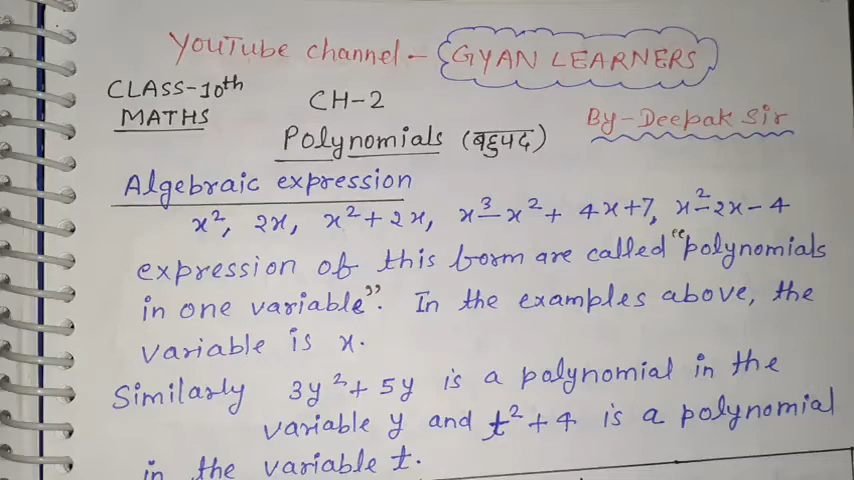 YouTube channel - GYAN LEARNERS
CLASS-10th
MATHS
CH-2
Polynomials (बहुपद)
By-Deepak Sir
Algebraic expression
x², 2x, x²+2x, x³-x²+4x+7, x²-2x-4
expression of this form are called "polynomials
in one variable". In the examples above, the
variable is x.
Similarly 3y²+5y is a polynomial in the
variable y and t²+4 is a polynomial
in the variable t.